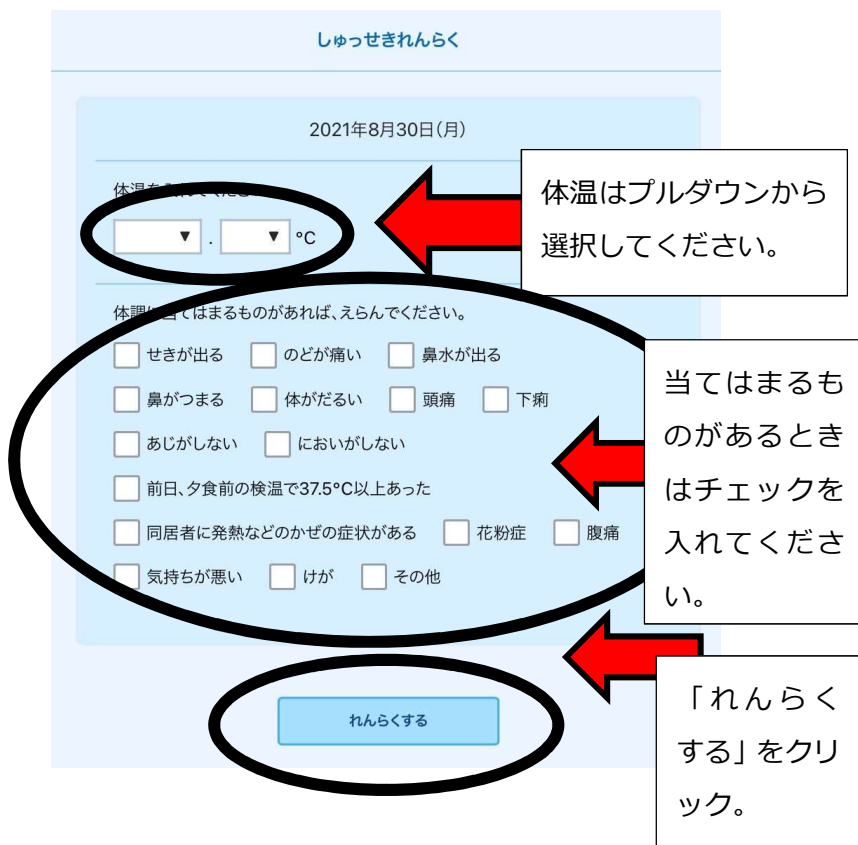 しゅっせきれんらく
2021年8月30日(月)
体温を入れてくださ
▼ . ▼ °C
体温はプルダウンから
選択してください。
体調に当てはまるものがあれば、えらんでください。
せきが出る のどが痛い 鼻水が出る
鼻がつまる 体がだるい 頭痛 下痢
あじがしない においがしない
前日、夕食前の検温で37.5°C以上あった
同居者に発熱などのかぜの症状がある 花粉症 腹痛
気持ちが悪い けが その他
当てはまるも
のがあるとき
はチェックを
入れてくださ
い。
れんらくする
「れんらく
する」をクリ
ック。